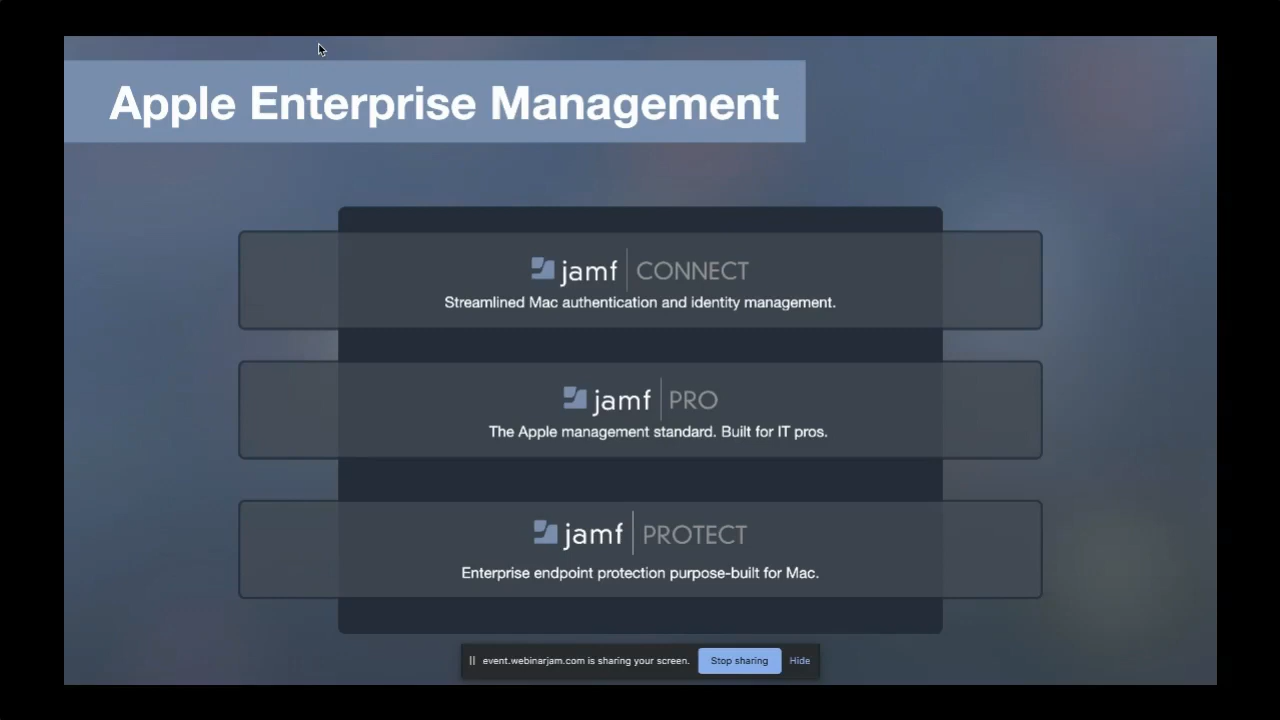 Apple Enterprise Management
jamf | CONNECT
Streamlined Mac authentication and identity management.
jamf | PRO
The Apple management standard. Built for IT pros.
jamf | PROTECT
Enterprise endpoint protection purpose-built for Mac.
event.webinarjam.com is sharing your screen. Stop sharing Hide